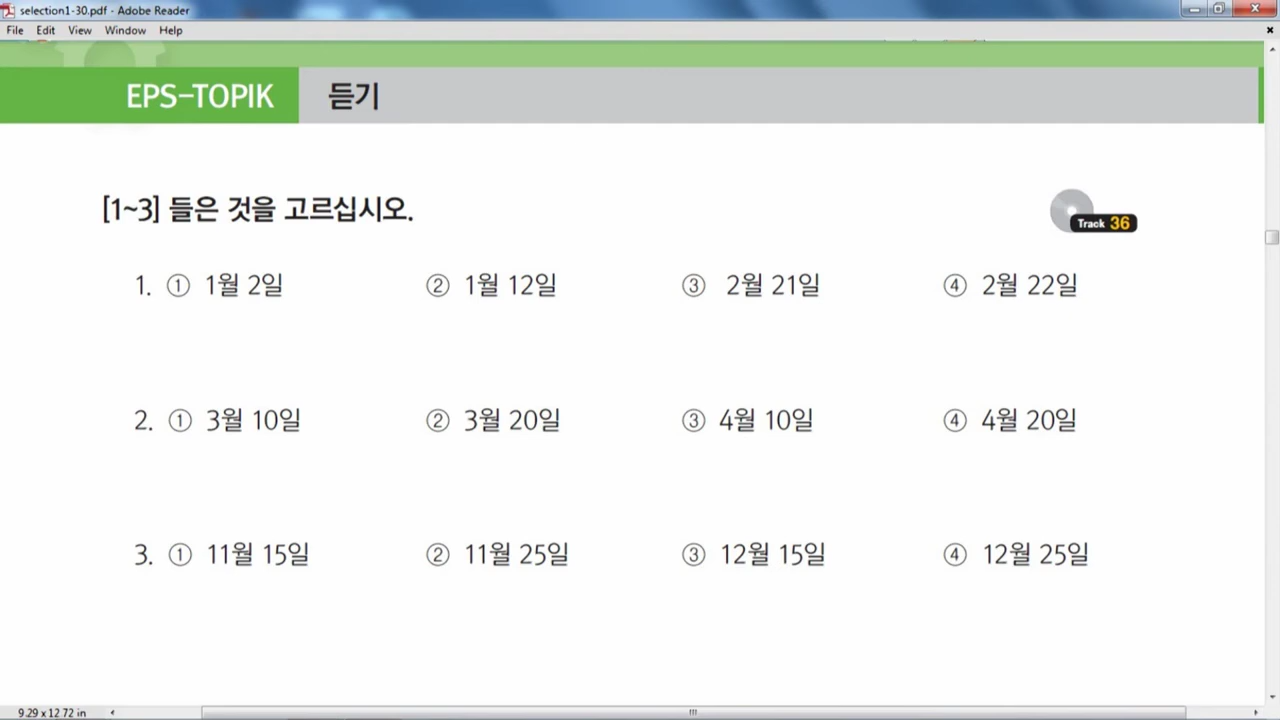 selection1-30.pdf - Adobe Reader
File Edit View Window Help
EPS-TOPIK 듣기
[1~3] 들은 것을 고르십시오.
Track 36
1. ① 1월 2일 ② 1월 12일 ③ 2월 21일 ④ 2월 22일
2. ① 3월 10일 ② 3월 20일 ③ 4월 10일 ④ 4월 20일
3. ① 11월 15일 ② 11월 25일 ③ 12월 15일 ④ 12월 25일
9.29 x 12.72 in